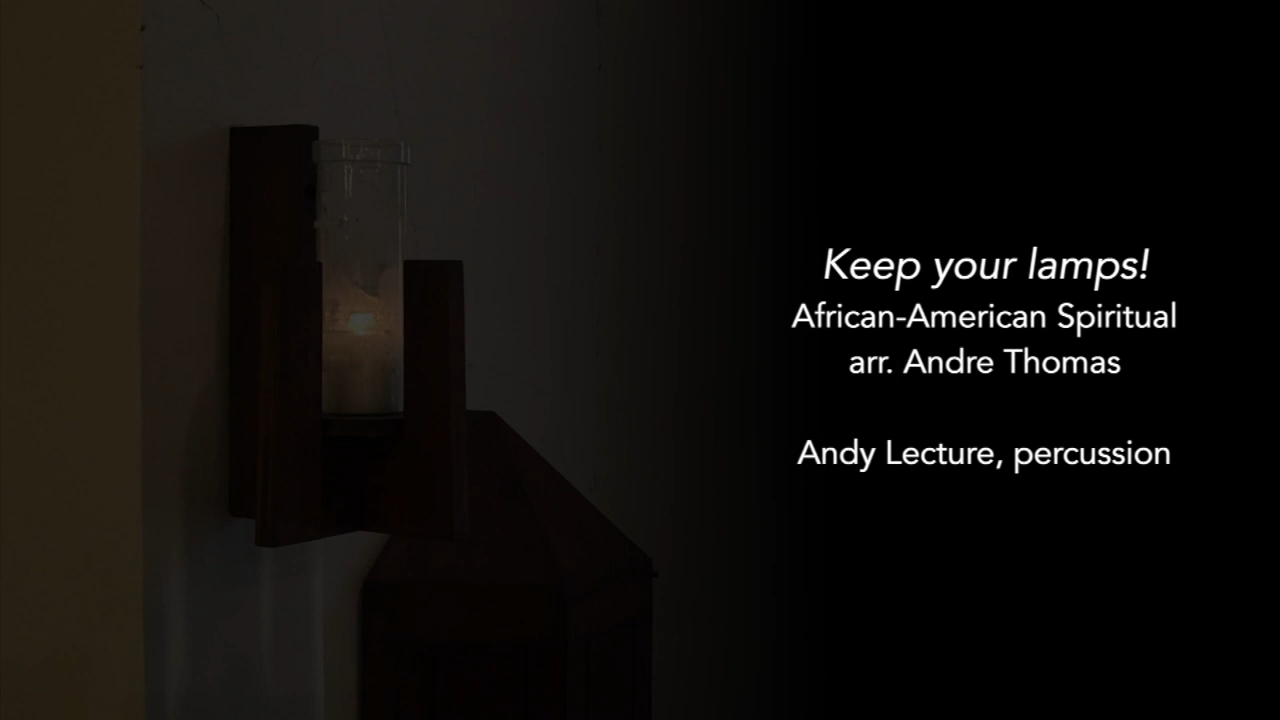 Keep your lamps!
African-American Spiritual
arr. Andre Thomas
Andy Lecture, percussion